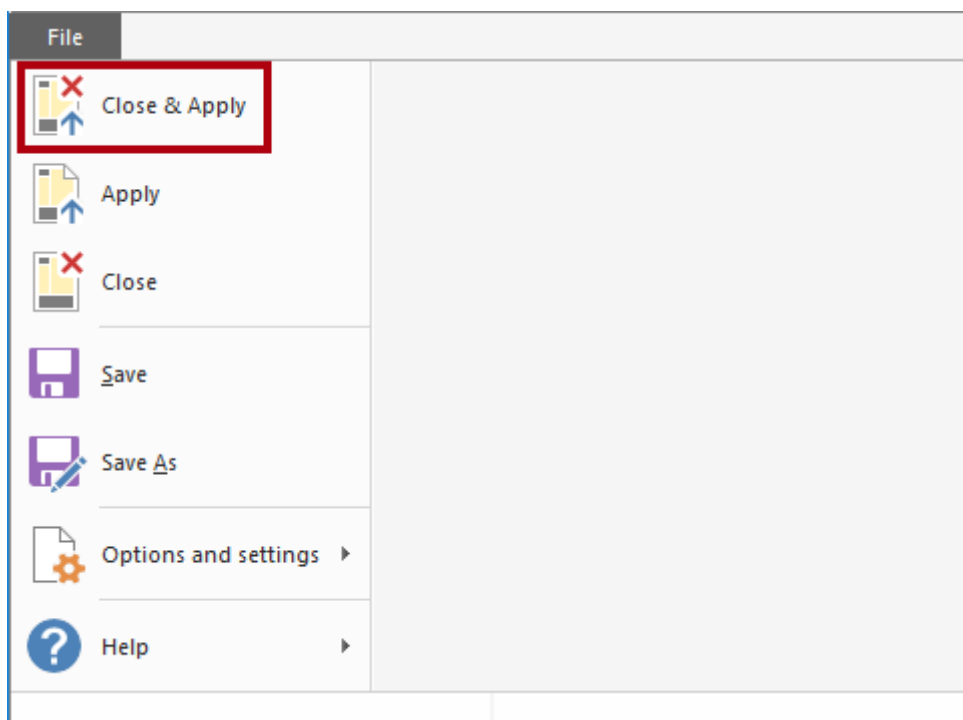 File
Close & Apply
Apply
Close
Save
Save As
Options and settings
Help